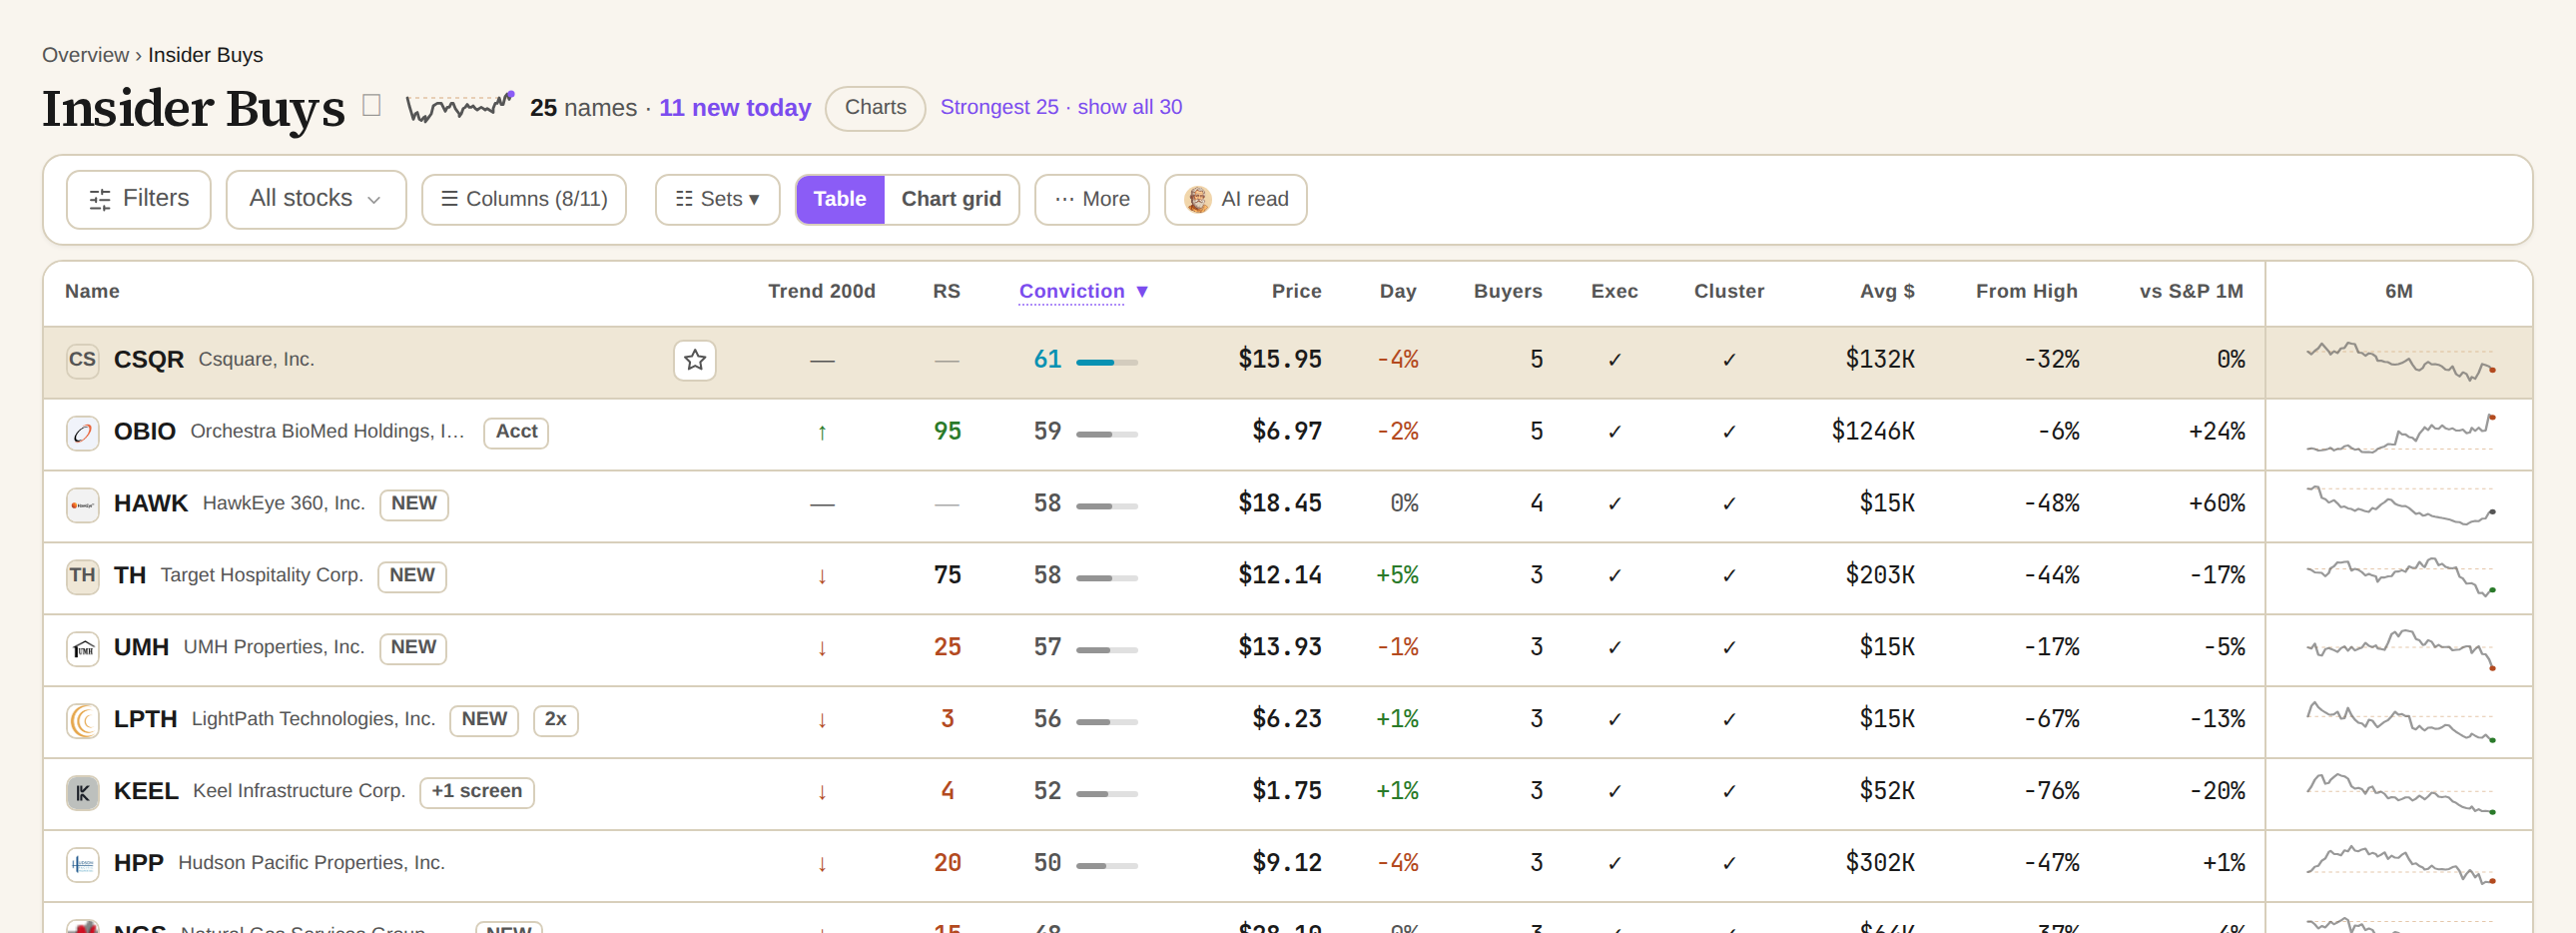 Overview › Insider Buys
Insider Buys 25 names · 11 new today Charts Strongest 25 · show all 30
Filters All stocks Columns (8/11) Sets ▾ Table Chart grid ⋯ More AI read
Name Trend 200d RS Conviction ▼ Price Day Buyers Exec Cluster Avg $ From High vs S&P 1M 6M
CS CSQR Csquare, Inc. — — 61 $15.95 -4% 5 ✓ ✓ $132K -32% 0%
OBIO Orchestra BioMed Holdings, I… Acct ↑ 95 59 $6.97 -2% 5 ✓ ✓ $1246K -6% +24%
HAWK HawkEye 360, Inc. NEW — — 58 $18.45 0% 4 ✓ ✓ $15K -48% +60%
TH TH Target Hospitality Corp. NEW ↓ 75 58 $12.14 +5% 3 ✓ ✓ $203K -44% -17%
UMH UMH Properties, Inc. NEW ↓ 25 57 $13.93 -1% 3 ✓ ✓ $15K -17% -5%
LPTH LightPath Technologies, Inc. NEW 2x ↓ 3 56 $6.23 +1% 3 ✓ ✓ $15K -67% -13%
KEEL Keel Infrastructure Corp. +1 screen ↓ 4 52 $1.75 +1% 3 ✓ ✓ $52K -76% -20%
HPP Hudson Pacific Properties, Inc. ↓ 20 50 $9.12 -4% 3 ✓ ✓ $302K -47% +1%
NGS Natural Gas Services Group NEW